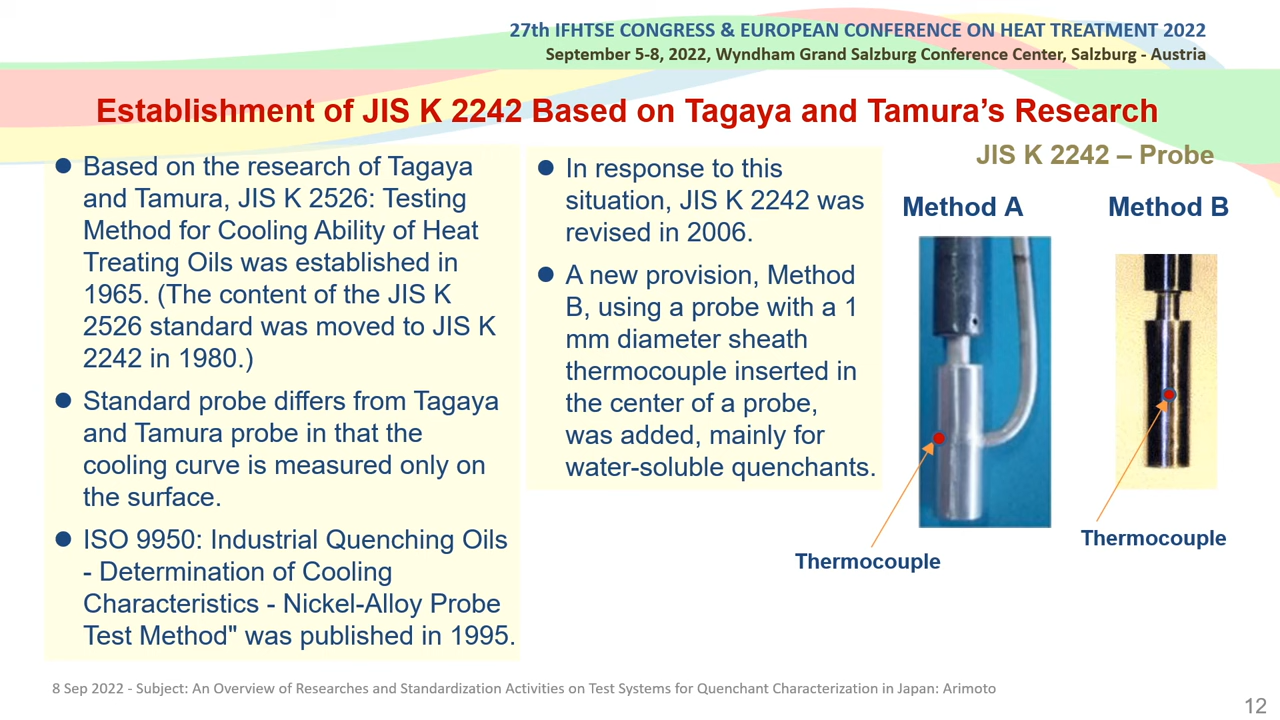 27th IFHTSE CONGRESS & EUROPEAN CONFERENCE ON HEAT TREATMENT 2022
September 5-8, 2022, Wyndham Grand Salzburg Conference Center, Salzburg - Austria
Establishment of JIS K 2242 Based on Tagaya and Tamura’s Research
● Based on the research of Tagaya
and Tamura, JIS K 2526: Testing
Method for Cooling Ability of Heat
Treating Oils was established in
1965. (The content of the JIS K
2526 standard was moved to JIS K
2242 in 1980.)
● Standard probe differs from Tagaya
and Tamura probe in that the
cooling curve is measured only on
the surface.
● ISO 9950: Industrial Quenching Oils
- Determination of Cooling
Characteristics - Nickel-Alloy Probe
Test Method" was published in 1995.
● In response to this
situation, JIS K 2242 was
revised in 2006.
● A new provision, Method
B, using a probe with a 1
mm diameter sheath
thermocouple inserted in
the center of a probe,
was added, mainly for
water-soluble quenchants.
JIS K 2242 – Probe
Method A
Method B
Thermocouple
Thermocouple
8 Sep 2022 - Subject: An Overview of Researches and Standardization Activities on Test Systems for Quenchant Characterization in Japan: Arimoto
12